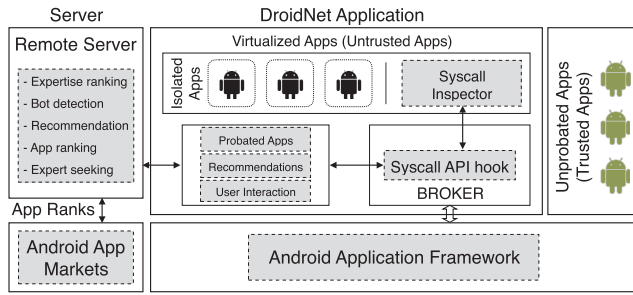 Server
DroidNet Application
Remote Server
- Expertise ranking
- Bot detection
- Recommendation
- App ranking
- Expert seeking
App Ranks
Android App
Markets
Virtualized Apps (Untrusted Apps)
Isolated
Apps
Syscall
Inspector
Probated Apps
Recommendations
User Interaction
Syscall API hook
BROKER
Android Application Framework
Unprobated Apps
(Trusted Apps)